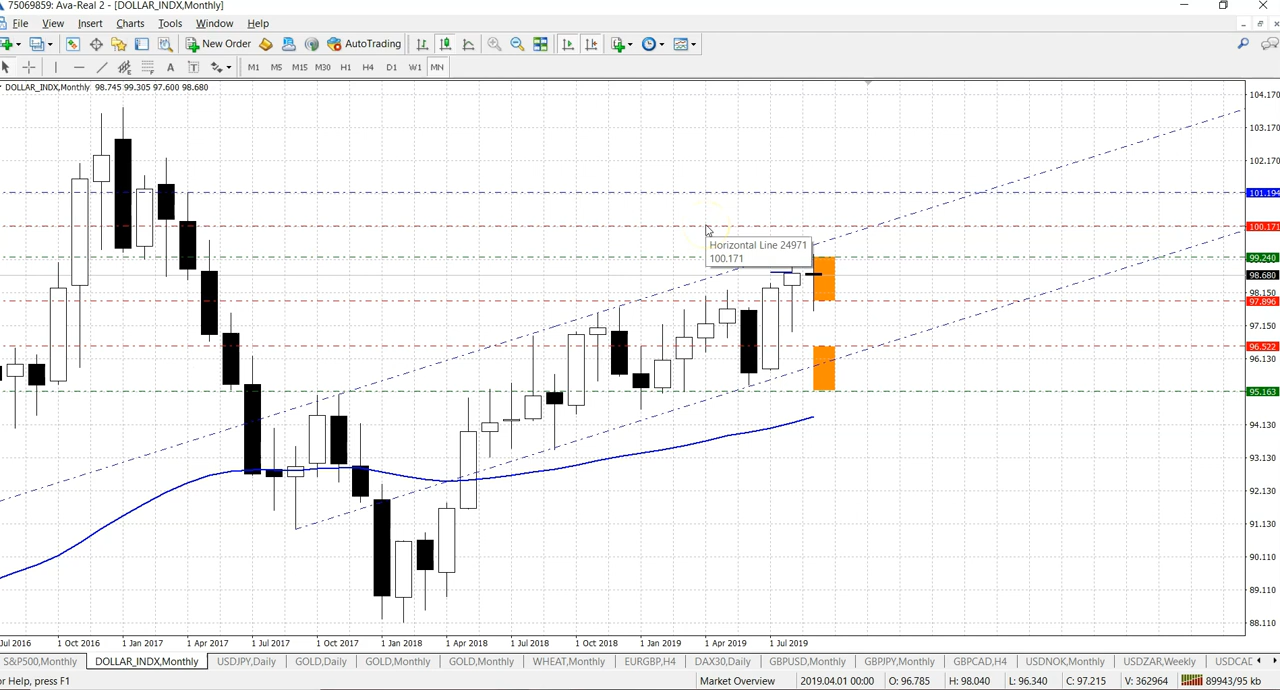 75069859: Ava-Real 2 - [DOLLAR_INDX,Monthly]
File View Insert Charts Tools Window Help
New Order AutoTrading
A T M1 M5 M15 M30 H1 H4 D1 W1 MN
DOLLAR_INDX,Monthly 98.745 99.305 97.600 98.680
104.170
103.170
102.170
101.194
100.171
99.240
98.680
98.150
97.896
97.150
96.522
96.130
95.163
94.130
93.130
92.130
91.130
90.110
89.110
88.110
Horizontal Line 24971
100.171
Jul 2016 1 Oct 2016 1 Jan 2017 1 Apr 2017 1 Jul 2017 1 Oct 2017 1 Jan 2018 1 Apr 2018 1 Jul 2018 1 Oct 2018 1 Jan 2019 1 Apr 2019 1 Jul 2019
S&P500,Monthly DOLLAR_INDX,Monthly USDJPY,Daily GOLD,Daily GOLD,Monthly GOLD,Monthly WHEAT,Monthly EURGBP,H4 DAX30,Daily GBPUSD,Monthly GBPJPY,Monthly GBPCAD,H4 USDNOK,Monthly USDZAR,Weekly USDCAD
or Help, press F1 Market Overview 2019.04.01 00:00 O: 96.785 H: 98.040 L: 96.340 C: 97.215 V: 362964 89943/95 kb